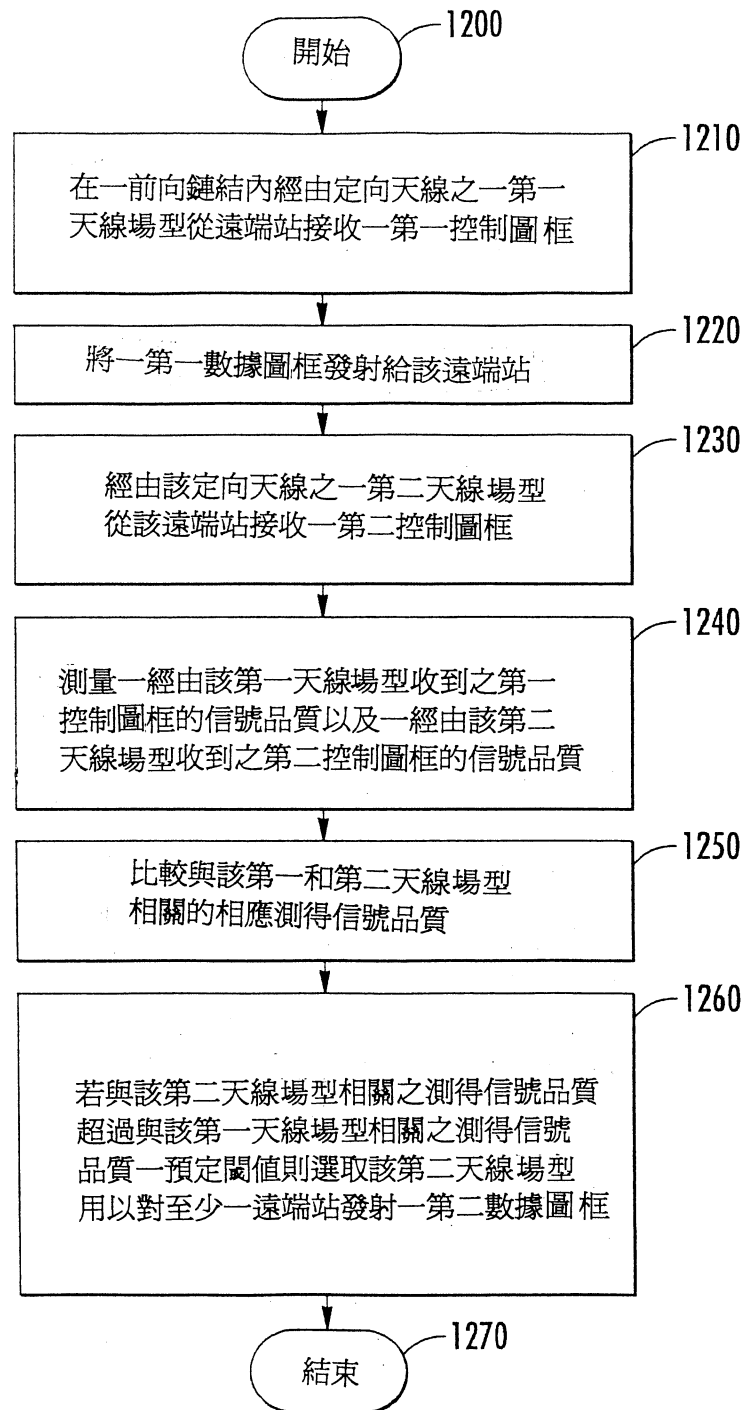 開始
1200
1210
在一前向鏈結內經由定向天線之一第一
天線場型從遠端站接收一第一控制圖框
1220
將一第一數據圖框發射給該遠端站
1230
經由該定向天線之一第二天線場型
從該遠端站接收一第二控制圖框
1240
測量一經由該第一天線場型收到之第一
控制圖框的信號品質以及一經由該第二
天線場型收到之第二控制圖框的信號品質
1250
比較與該第一和第二天線場型
相關的相應測得信號品質
1260
若與該第二天線場型相關之測得信號品質
超過與該第一天線場型相關之測得信號
品質一預定閾值則選取該第二天線場型
用以對至少一遠端站發射一第二數據圖框
1270
結束